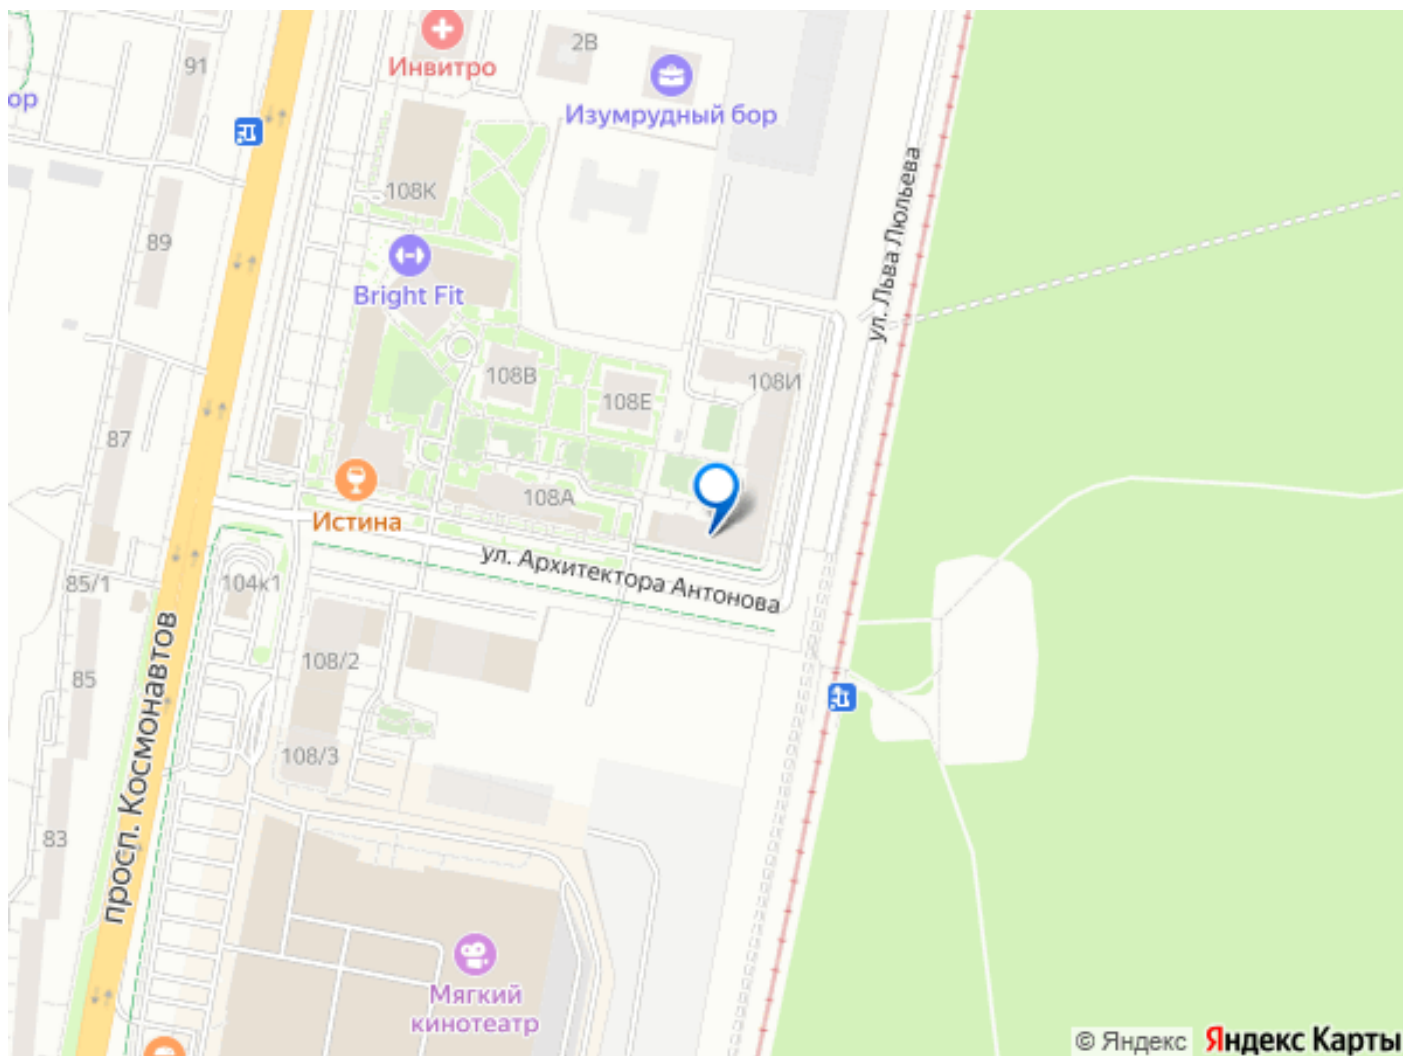 2В
91
Инвитро
ор
Изумрудный бор
108К
ул. Льва Люльева
89
Bright Fit
108В
108И
108Е
87
108А
Истина
ул. Архитектора Антонова
85/1
104к1
просп. Космонавтов
108/2
85
108/3
83
Мягкий
кинотеатр
© Яндекс Яндекс Карты